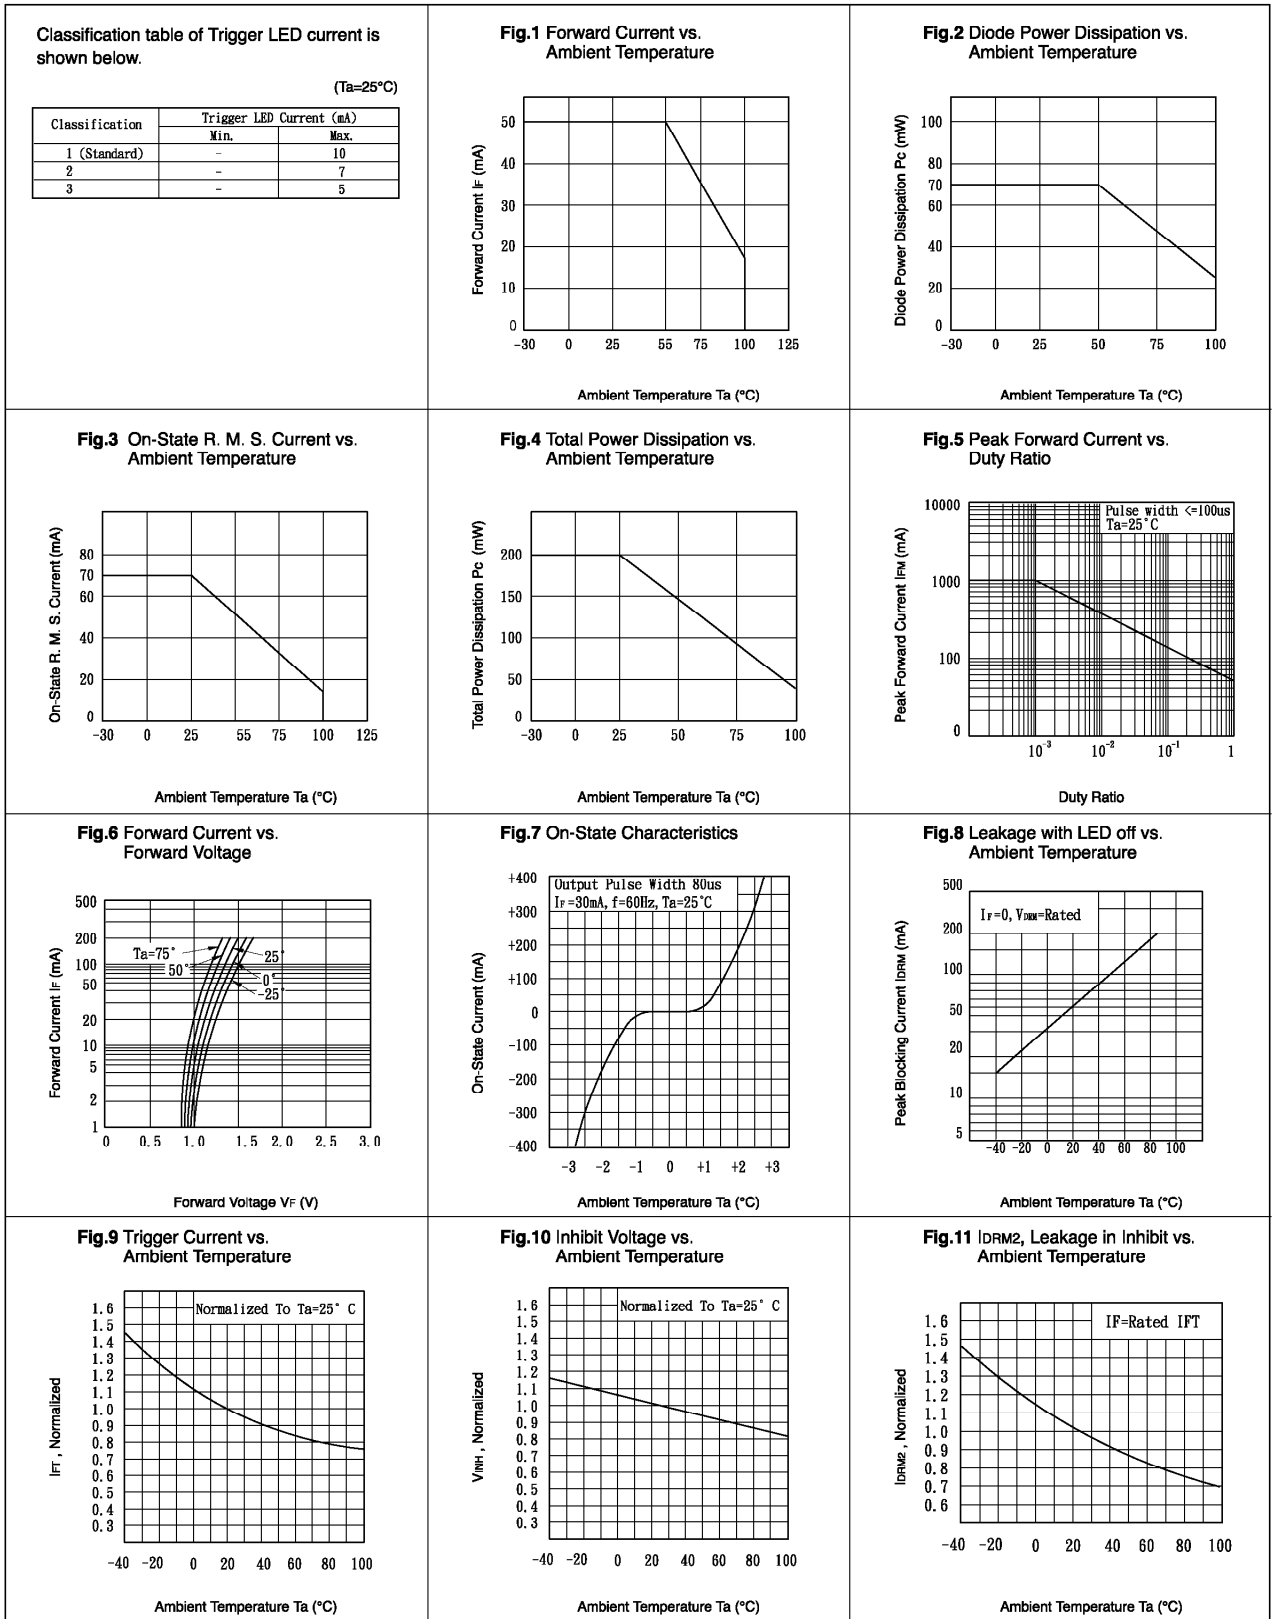 Classification table of Trigger LED current is
shown below.
(Ta=25°C)
Classification
Trigger LED Current (mA)
Min. Max.
1 (Standard) - 10
2 - 7
3 - 5
Fig.1 Forward Current vs.
Ambient Temperature
Forward Current IF (mA)
50
40
30
20
10
0
-30 0 25 55 75 100 125
Ambient Temperature Ta (°C)
Fig.2 Diode Power Dissipation vs.
Ambient Temperature
Diode Power Dissipation Pc (mW)
100
80
70
60
40
20
0
-30 0 25 50 75 100
Ambient Temperature Ta (°C)
Fig.3 On-State R. M. S. Current vs.
Ambient Temperature
On-State R. M. S. Current (mA)
80
70
60
40
20
0
-30 0 25 55 75 100 125
Ambient Temperature Ta (°C)
Fig.4 Total Power Dissipation vs.
Ambient Temperature
Total Power Dissipation Pc (mW)
200
150
100
50
0
-30 0 25 50 75 100
Ambient Temperature Ta (°C)
Fig.5 Peak Forward Current vs.
Duty Ratio
Peak Forward Current IFM (mA)
Pulse width <=100us
Ta=25°C
10000
1000
100
0
10⁻³ 10⁻² 10⁻¹ 1
Duty Ratio
Fig.6 Forward Current vs.
Forward Voltage
Forward Current IF (mA)
500
200
100
50
20
10
5
2
1
Ta=75°
50°
25°
0°
-25°
0 0.5 1.0 1.5 2.0 2.5 3.0
Forward Voltage VF (V)
Fig.7 On-State Characteristics
On-State Current (mA)
Output Pulse Width 80us
IF=30mA, f=60Hz, Ta=25°C
+400
+300
+200
+100
0
-100
-200
-300
-400
-3 -2 -1 0 +1 +2 +3
Ambient Temperature Ta (°C)
Fig.8 Leakage with LED off vs.
Ambient Temperature
Peak Blocking Current IDRM (mA)
IF=0, VDRM=Rated
500
200
100
50
20
10
5
-40 -20 0 20 40 60 80 100
Ambient Temperature Ta (°C)
Fig.9 Trigger Current vs.
Ambient Temperature
IFT , Normalized
Normalized To Ta=25° C
1.6
1.5
1.4
1.3
1.2
1.1
1.0
0.9
0.8
0.7
0.6
0.5
0.4
0.3
-40 -20 0 20 40 60 80 100
Ambient Temperature Ta (°C)
Fig.10 Inhibit Voltage vs.
Ambient Temperature
VINH , Normalized
Normalized To Ta=25° C
1.6
1.5
1.4
1.3
1.2
1.1
1.0
0.9
0.8
0.7
0.6
0.5
0.4
0.3
-40 -20 0 20 40 60 80 100
Ambient Temperature Ta (°C)
Fig.11 IDRM2, Leakage in Inhibit vs.
Ambient Temperature
IDRM2 , Normalized
IF=Rated IFT
1.6
1.5
1.4
1.3
1.2
1.1
1.0
0.9
0.8
0.7
0.6
-40 -20 0 20 40 60 80 100
Ambient Temperature Ta (°C)